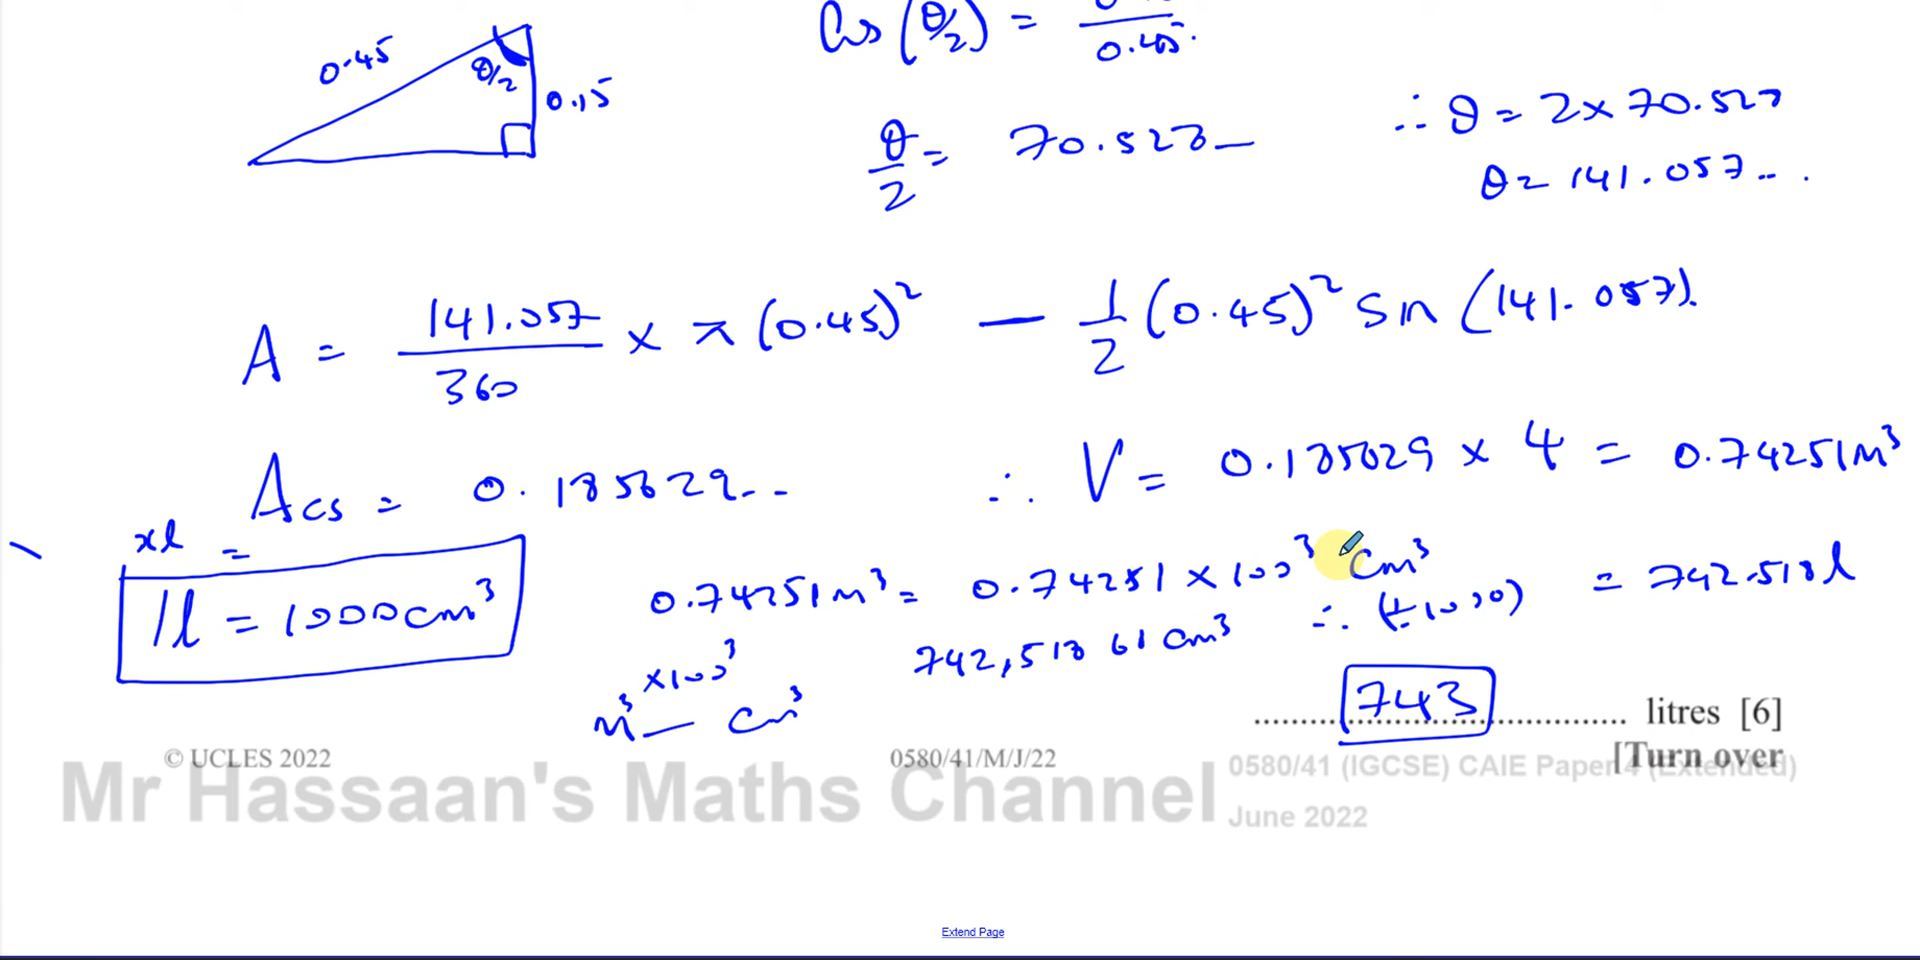 0.45
θ/2
0.15
Cos(θ/2) =
0.45.
θ/2 = 70.528
∴ θ = 2 × 70.527
θ = 141.057...
A = 141.057/360 × π(0.45)² − 1/2(0.45)² Sin(141.057).
Acs = 0.185629..
∴ V = 0.185029 × 4 = 0.74251m³
xl =
1l = 1000cm³
0.74251m³ = 0.74251 × 100³ cm³
742,518 61 cm³
∴ (÷1000) = 742.518l
×100³
m³ — cm³
743
litres [6]
© UCLES 2022
0580/41/M/J/22
[Turn over
0580/41 (IGCSE) CAIE Paper 4 (Extended)
Mr Hassaan's Maths Channel
June 2022
Extend Page